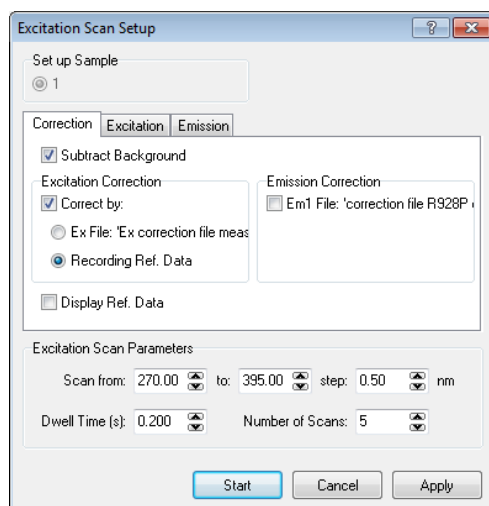 Excitation Scan Setup
Set up Sample
1
Correction Excitation Emission
Subtract Background
Excitation Correction
Correct by:
Ex File: 'Ex correction file meas
Recording Ref. Data
Emission Correction
Em1 File: 'correction file R928P
Display Ref. Data
Excitation Scan Parameters
Scan from: 270.00 to: 395.00 step: 0.50 nm
Dwell Time (s): 0.200 Number of Scans: 5
Start Cancel Apply